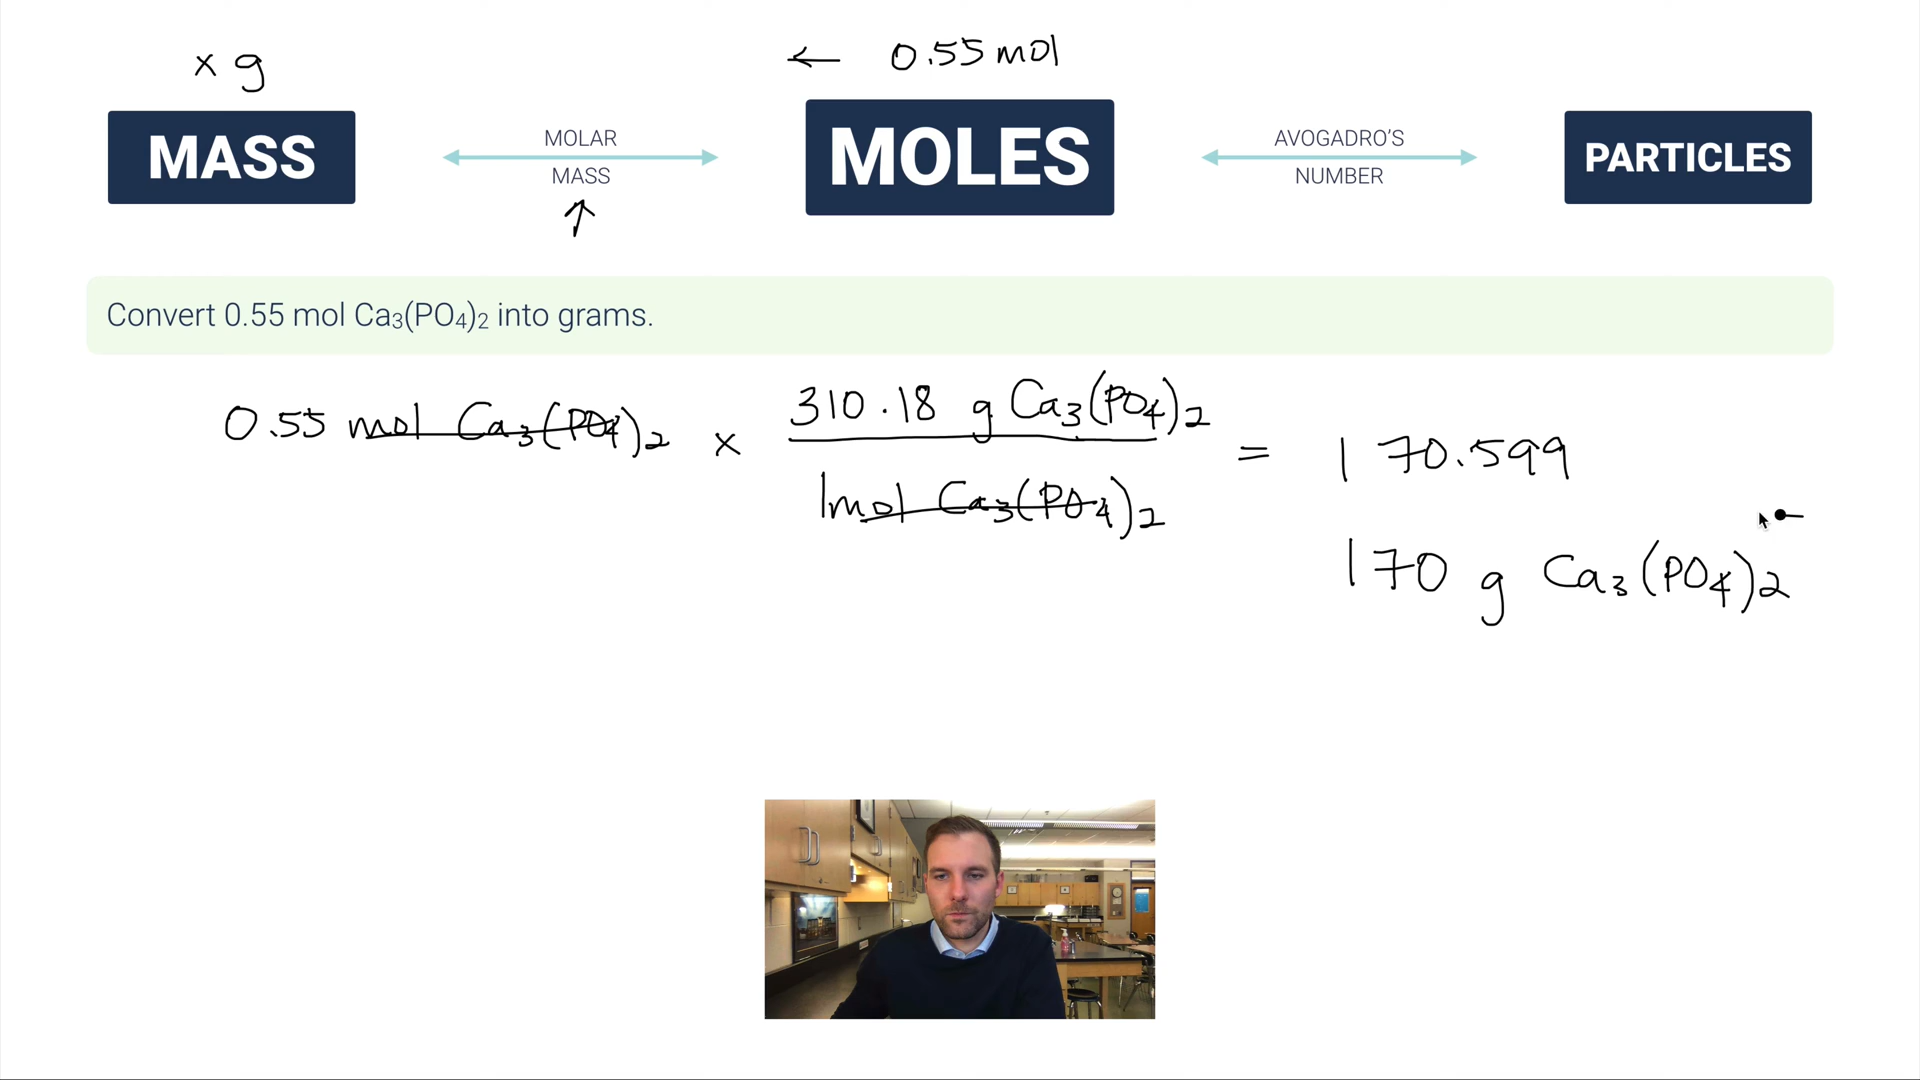 x g
← 0.55 mol
MASS
MOLAR
MASS
MOLES
AVOGADRO'S
NUMBER
PARTICLES
Convert 0.55 mol Ca₃(PO₄)₂ into grams.
0.55 mol Ca₃(PO₄)₂ x
310.18 g Ca₃(PO₄)₂
1mol Ca₃(PO₄)₂
= 170.599
170 g Ca₃(PO₄)₂